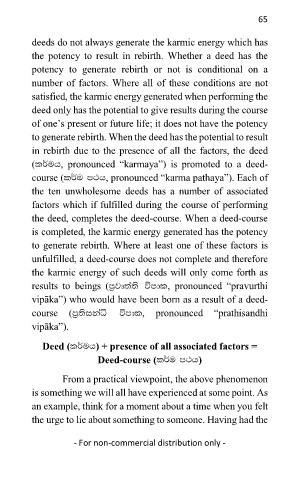 65
deeds do not always generate the karmic energy which has
the potency to result in rebirth. Whether a deed has the
potency to generate rebirth or not is conditional on a
number of factors. Where all of these conditions are not
satisfied, the karmic energy generated when performing the
deed only has the potential to give results during the course
of one’s present or future life; it does not have the potency
to generate rebirth. When the deed has the potential to result
in rebirth due to the presence of all the factors, the deed
(කර්මය, pronounced “karmaya”) is promoted to a deed-
course (කර්ම පථය, pronounced “karma pathaya”). Each of
the ten unwholesome deeds has a number of associated
factors which if fulfilled during the course of performing
the deed, completes the deed-course. When a deed-course
is completed, the karmic energy generated has the potency
to generate rebirth. Where at least one of these factors is
unfulfilled, a deed-course does not complete and therefore
the karmic energy of such deeds will only come forth as
results to beings (ප්‍රවෘත්ති විපාක, pronounced “pravurthi
vipāka”) who would have been born as a result of a deed-
course (ප්‍රතිසන්ධි විපාක, pronounced “prathisandhi
vipāka”).
Deed (කර්මය) + presence of all associated factors =
Deed-course (කර්ම පථය)
From a practical viewpoint, the above phenomenon
is something we will all have experienced at some point. As
an example, think for a moment about a time when you felt
the urge to lie about something to someone. Having had the
- For non-commercial distribution only -